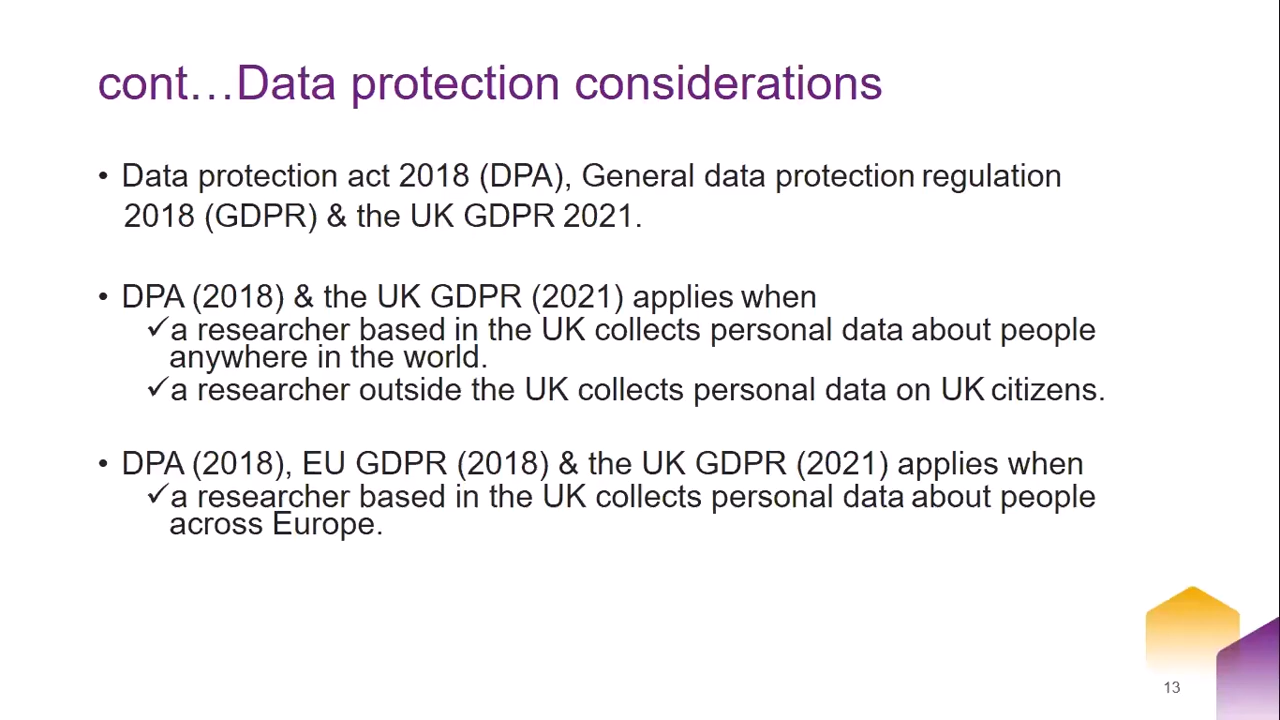 cont…Data protection considerations
• Data protection act 2018 (DPA), General data protection regulation
2018 (GDPR) & the UK GDPR 2021.
• DPA (2018) & the UK GDPR (2021) applies when
✓a researcher based in the UK collects personal data about people
anywhere in the world.
✓a researcher outside the UK collects personal data on UK citizens.
• DPA (2018), EU GDPR (2018) & the UK GDPR (2021) applies when
✓a researcher based in the UK collects personal data about people
across Europe.
13